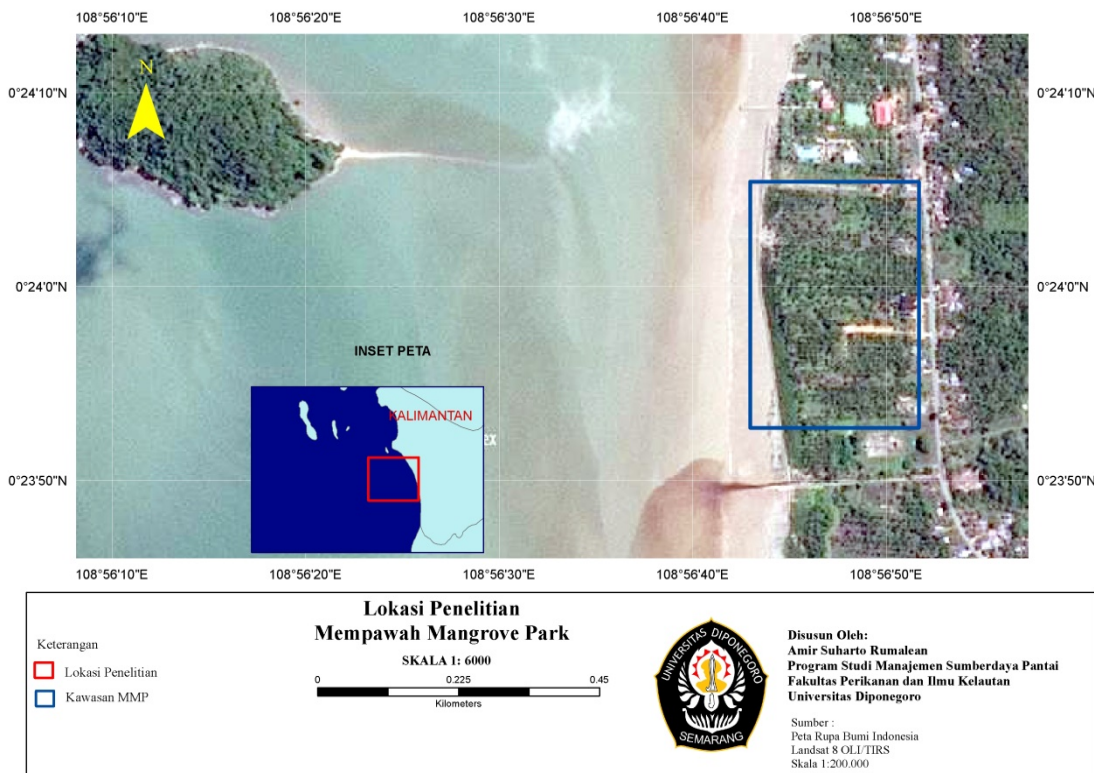 108°56'10"E 108°56'20"E 108°56'30"E 108°56'40"E 108°56'50"E
N
0°24'10"N 0°24'10"N
0°24'0"N 0°24'0"N
INSET PETA
KALIMANTAN
ex
0°23'50"N 0°23'50"N
108°56'10"E 108°56'20"E 108°56'30"E 108°56'40"E 108°56'50"E
Keterangan
Lokasi Penelitian
Kawasan MMP
Lokasi Penelitian
Mempawah Mangrove Park
SKALA 1: 6000
0 0.225 0.45
Kilometers
UNIVERSITAS DIPONEGORO
SEMARANG
Disusun Oleh:
Amir Suharto Rumalean
Program Studi Manajemen Sumberdaya Pantai
Fakultas Perikanan dan Ilmu Kelautan
Universitas Diponegoro
Sumber :
Peta Rupa Bumi Indonesia
Landsat 8 OLI/TIRS
Skala 1:200.000